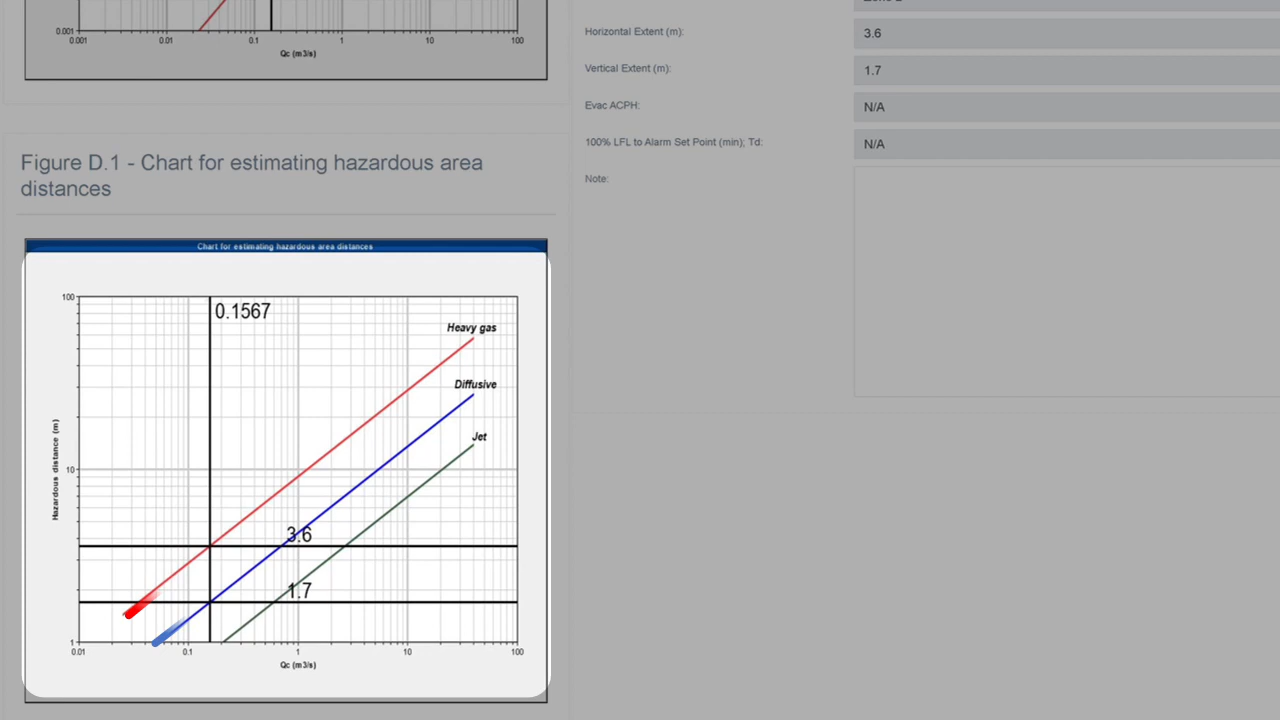 0.001
0.001 0.01 0.1 1 10 100
Qc (m3/s)
Horizontal Extent (m): 3.6
Vertical Extent (m): 1.7
Evac ACPH: N/A
100% LFL to Alarm Set Point (min); Td: N/A
Note:
Figure D.1 - Chart for estimating hazardous area
distances
Chart for estimating hazardous area distances
100
0.1567
Heavy gas
Diffusive
Jet
10
Hazardous distance (m)
3.6
1.7
1
0.01 0.1 1 10 100
Qc (m3/s)